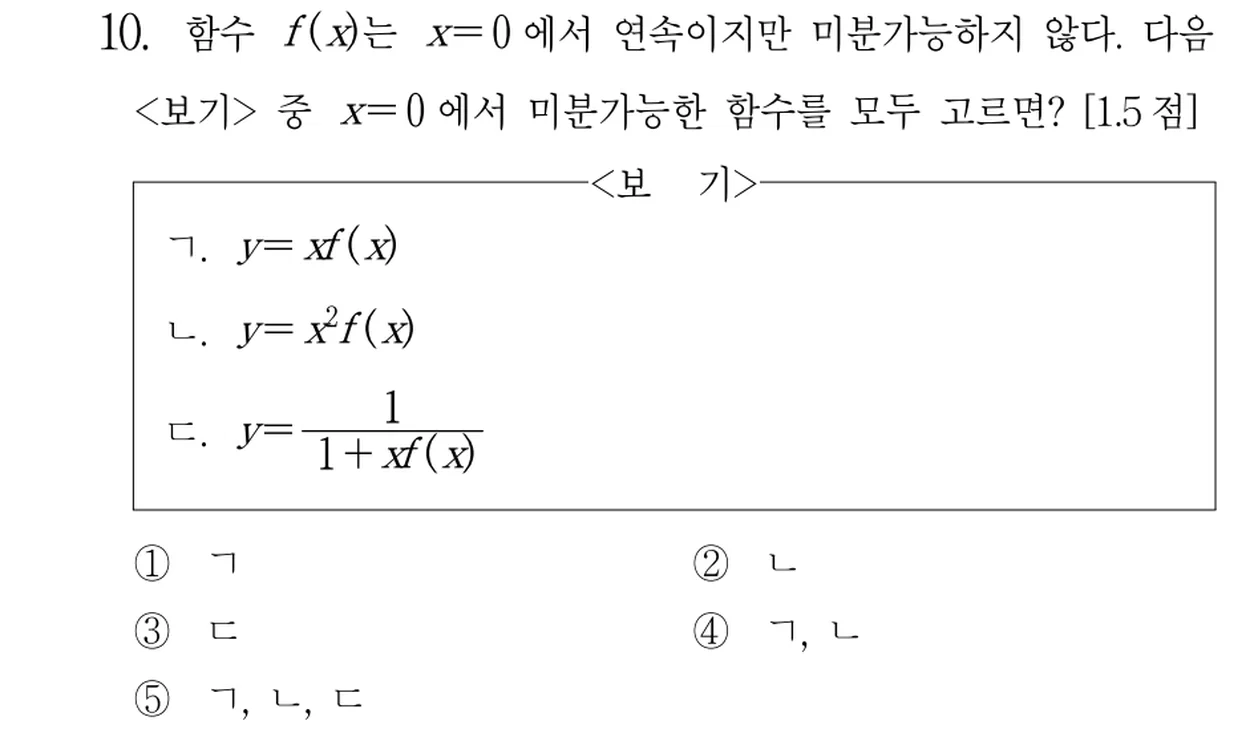 10. 함수 f(x)는 x=0에서 연속이지만 미분가능하지 않다. 다음
<보기> 중 x=0에서 미분가능한 함수를 모두 고르면? [1.5점]
<보 기>
ㄱ. y=xf(x)
ㄴ. y=x²f(x)
ㄷ. y=1/(1+xf(x))
① ㄱ ② ㄴ
③ ㄷ ④ ㄱ, ㄴ
⑤ ㄱ, ㄴ, ㄷ